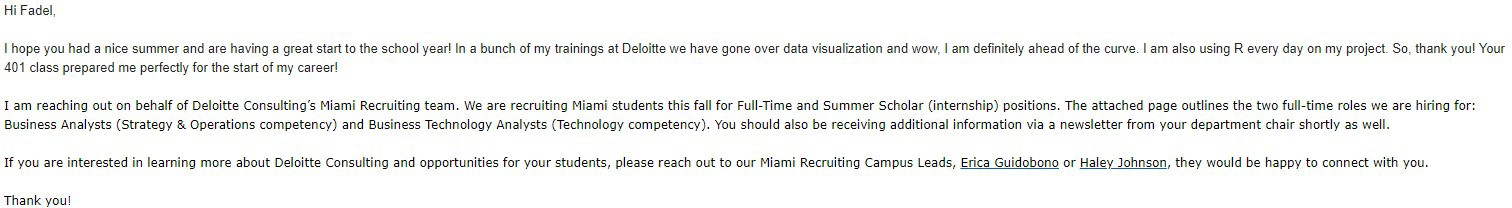 Hi Fadel,
I hope you had a nice summer and are having a great start to the school year! In a bunch of my trainings at Deloitte we have gone over data visualization and wow, I am definitely ahead of the curve. I am also using R every day on my project. So, thank you! Your
401 class prepared me perfectly for the start of my career!
I am reaching out on behalf of Deloitte Consulting's Miami Recruiting team. We are recruiting Miami students this fall for Full-Time and Summer Scholar (internship) positions. The attached page outlines the two full-time roles we are hiring for:
Business Analysts (Strategy & Operations competency) and Business Technology Analysts (Technology competency). You should also be receiving additional information via a newsletter from your department chair shortly as well.
If you are interested in learning more about Deloitte Consulting and opportunities for your students, please reach out to our Miami Recruiting Campus Leads, Erica Guidobono or Haley Johnson, they would be happy to connect with you.
Thank you!